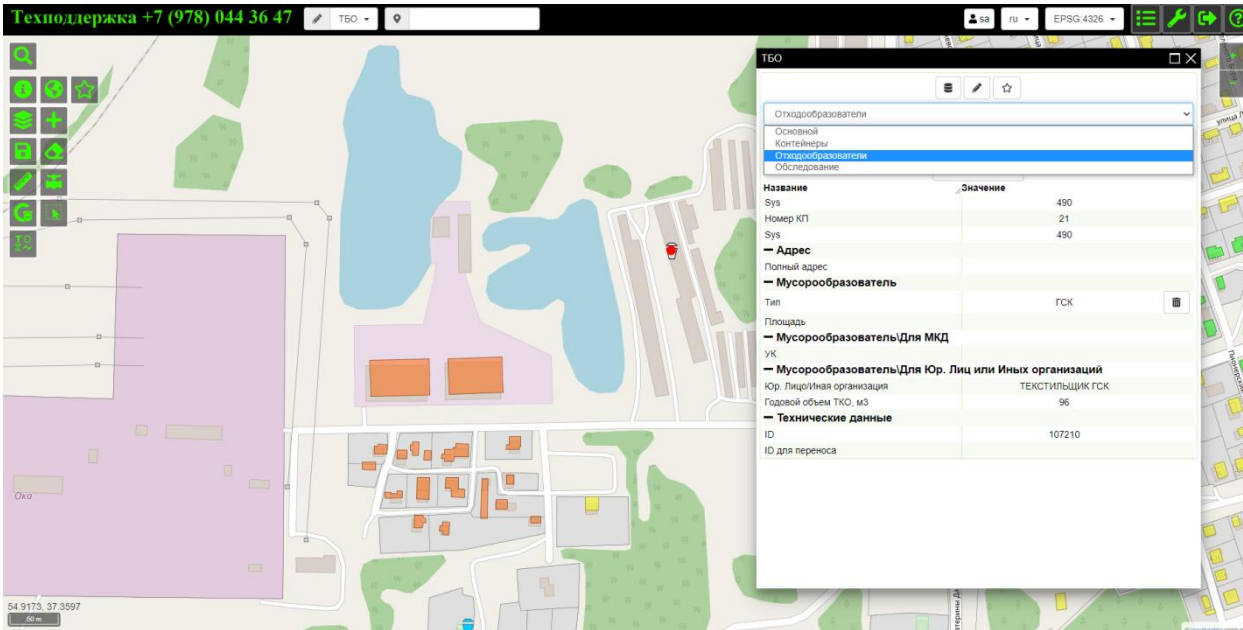 Техподдержка +7 (978) 044 36 47
ТБО
sa
ru
EPSG:4326
ТБО
Отходообразователи
Основной
Контейнеры
Отходообразователи
Обследование
Название Значение
Sys 490
Номер КП 21
Sys 490
Адрес
Полный адрес
Мусорообразователь
Тип ГСК
Площадь
Мусорообразователь\Для МКД
УК
Мусорообразователь\Для Юр. Лиц или Иных организаций
Юр. Лицо/Иная организация ТЕКСТИЛЬЩИК ГСК
Годовой объем ТКО, м3 96
Технические данные
ID 107210
ID для переноса
Ока
54.9173, 37.3597
50 m
улица